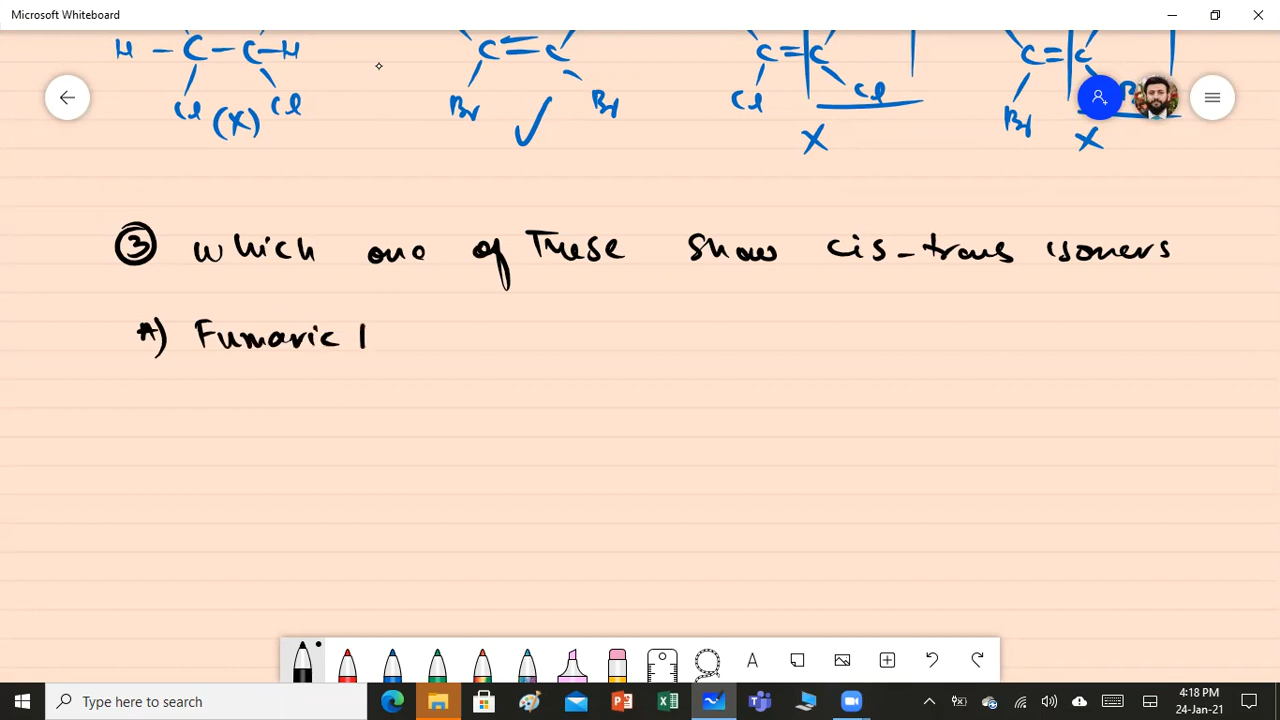 Microsoft Whiteboard
H - C - C - H
Cl (X) Cl
C = C
Br Br
C = C
Cl Cl
X
C = C
Br B
X
③ which one of These show cis-trans isomers
A) Fumaric
Type here to search
A
4:18 PM
24-Jan-21